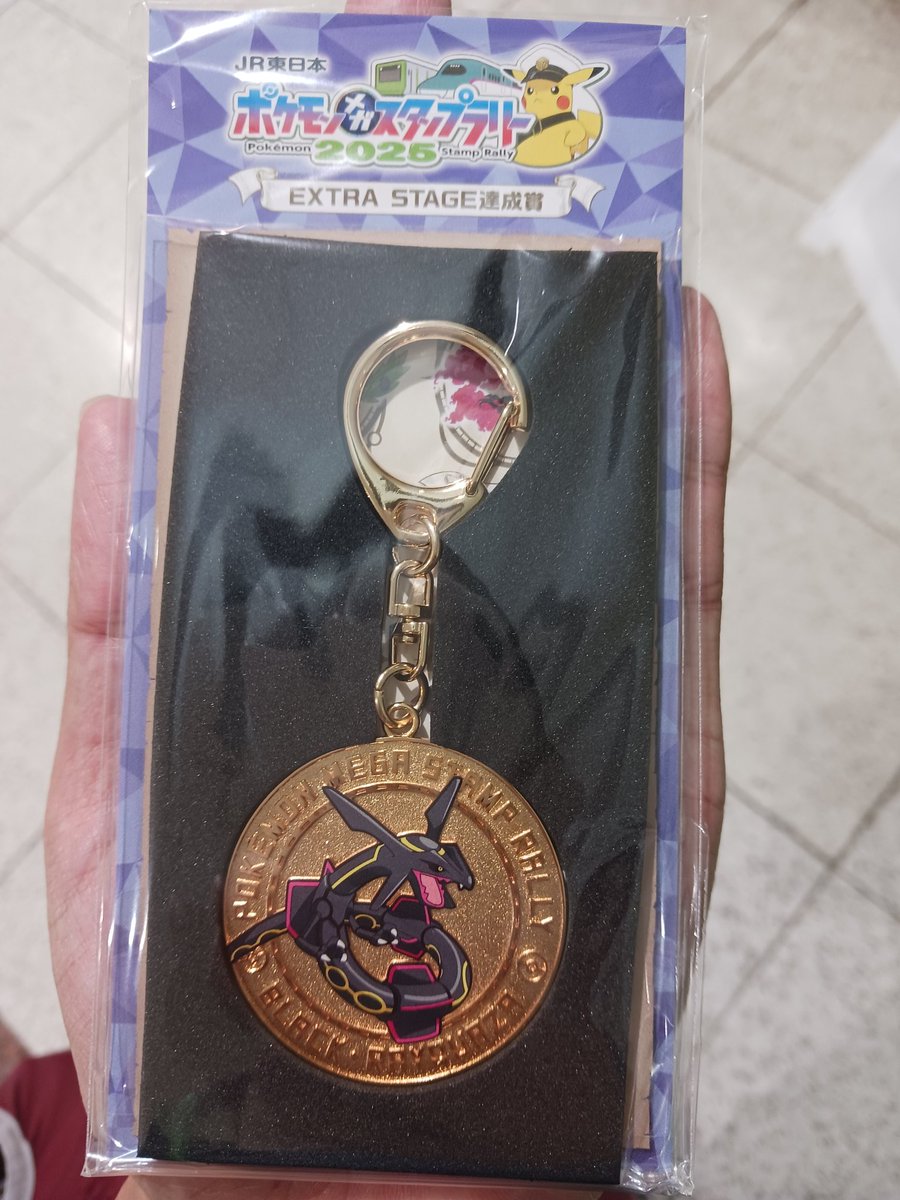 JR東日本
ポケモンメガスタンプラリー
Pokémon 2025 Stamp Rally
EXTRA STAGE達成賞
POKEMON MEGA STAMP RALLY
BLACK・RAYQUAZA